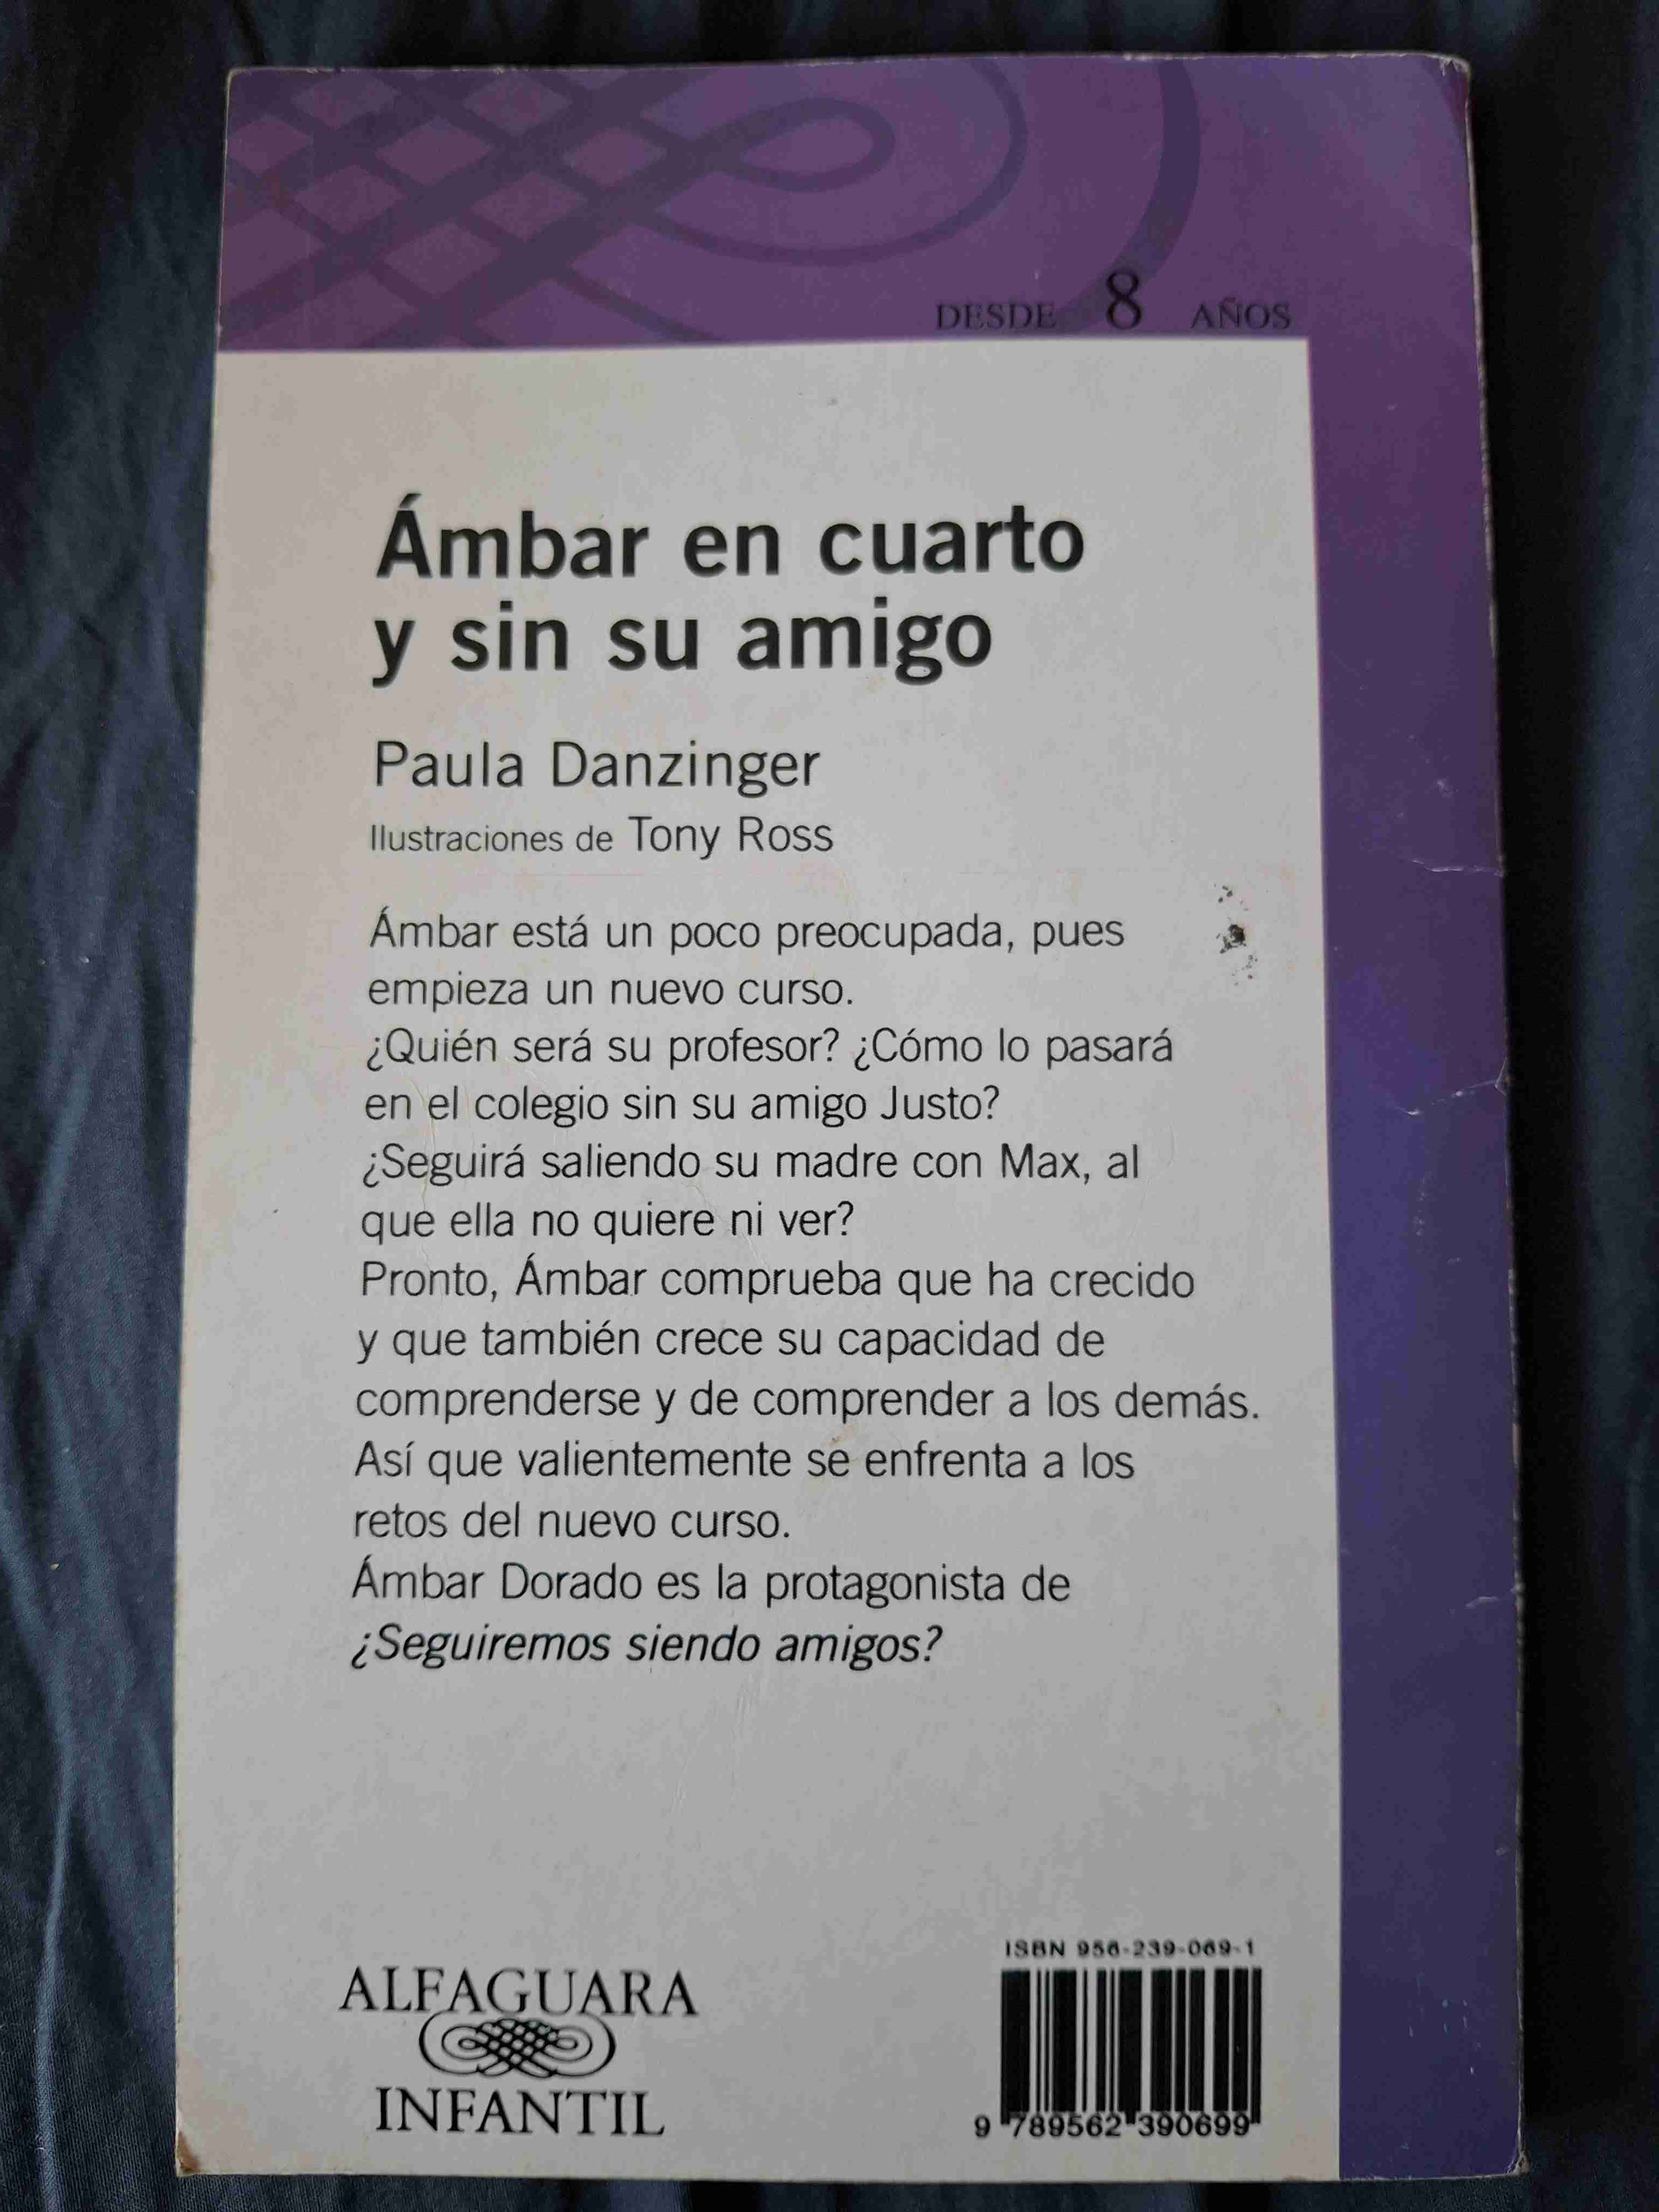 DESDE 8 AÑOS
Ámbar en cuarto
y sin su amigo
Paula Danzinger
Ilustraciones de Tony Ross
Ámbar está un poco preocupada, pues
empieza un nuevo curso.
¿Quién será su profesor? ¿Cómo lo pasará
en el colegio sin su amigo Justo?
¿Seguirá saliendo su madre con Max, al
que ella no quiere ni ver?
Pronto, Ámbar comprueba que ha crecido
y que también crece su capacidad de
comprenderse y de comprender a los demás.
Así que valientemente se enfrenta a los
retos del nuevo curso.
Ámbar Dorado es la protagonista de
¿Seguiremos siendo amigos?
ALFAGUARA
INFANTIL
ISBN 956-239-069-1
9 789562 390699